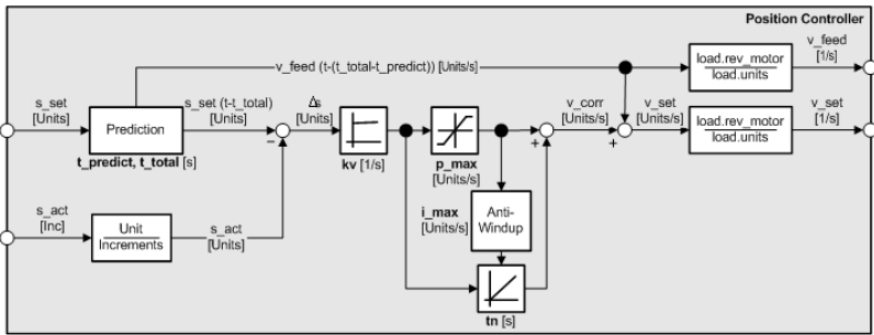 Position Controller
v_feed
[1/s]
v_feed (t-(t_total-t_predict)) [Units/s]
load.rev_motor
load.units
s_set
[Units]
Prediction
s_set (t-t_total)
[Units]
Δs
[Units]
v_corr
[Units/s]
v_set
[Units/s]
load.rev_motor
load.units
v_set
[1/s]
–
+
+
t_predict, t_total [s]
kv [1/s]
p_max
[Units/s]
s_act
[Inc]
Unit
Increments
s_act
[Units]
i_max
[Units/s]
Anti-
Windup
tn [s]